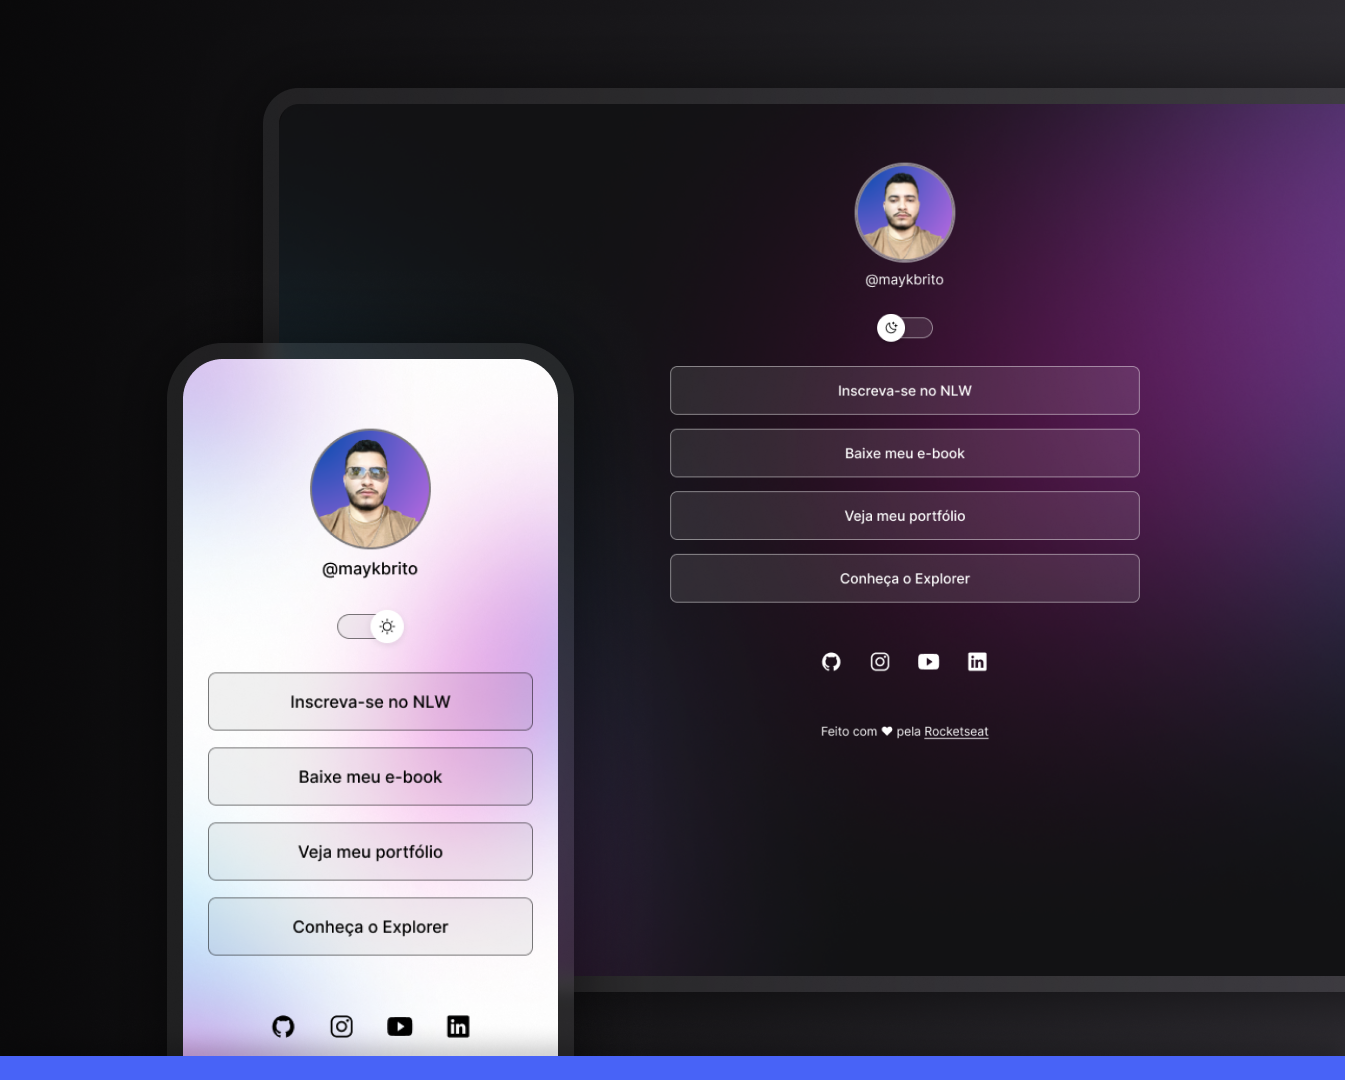 @maykbrito
Inscreva-se no NLW
Baixe meu e-book
Veja meu portfólio
Conheça o Explorer
Feito com ♥ pela Rocketseat
@maykbrito
Inscreva-se no NLW
Baixe meu e-book
Veja meu portfólio
Conheça o Explorer